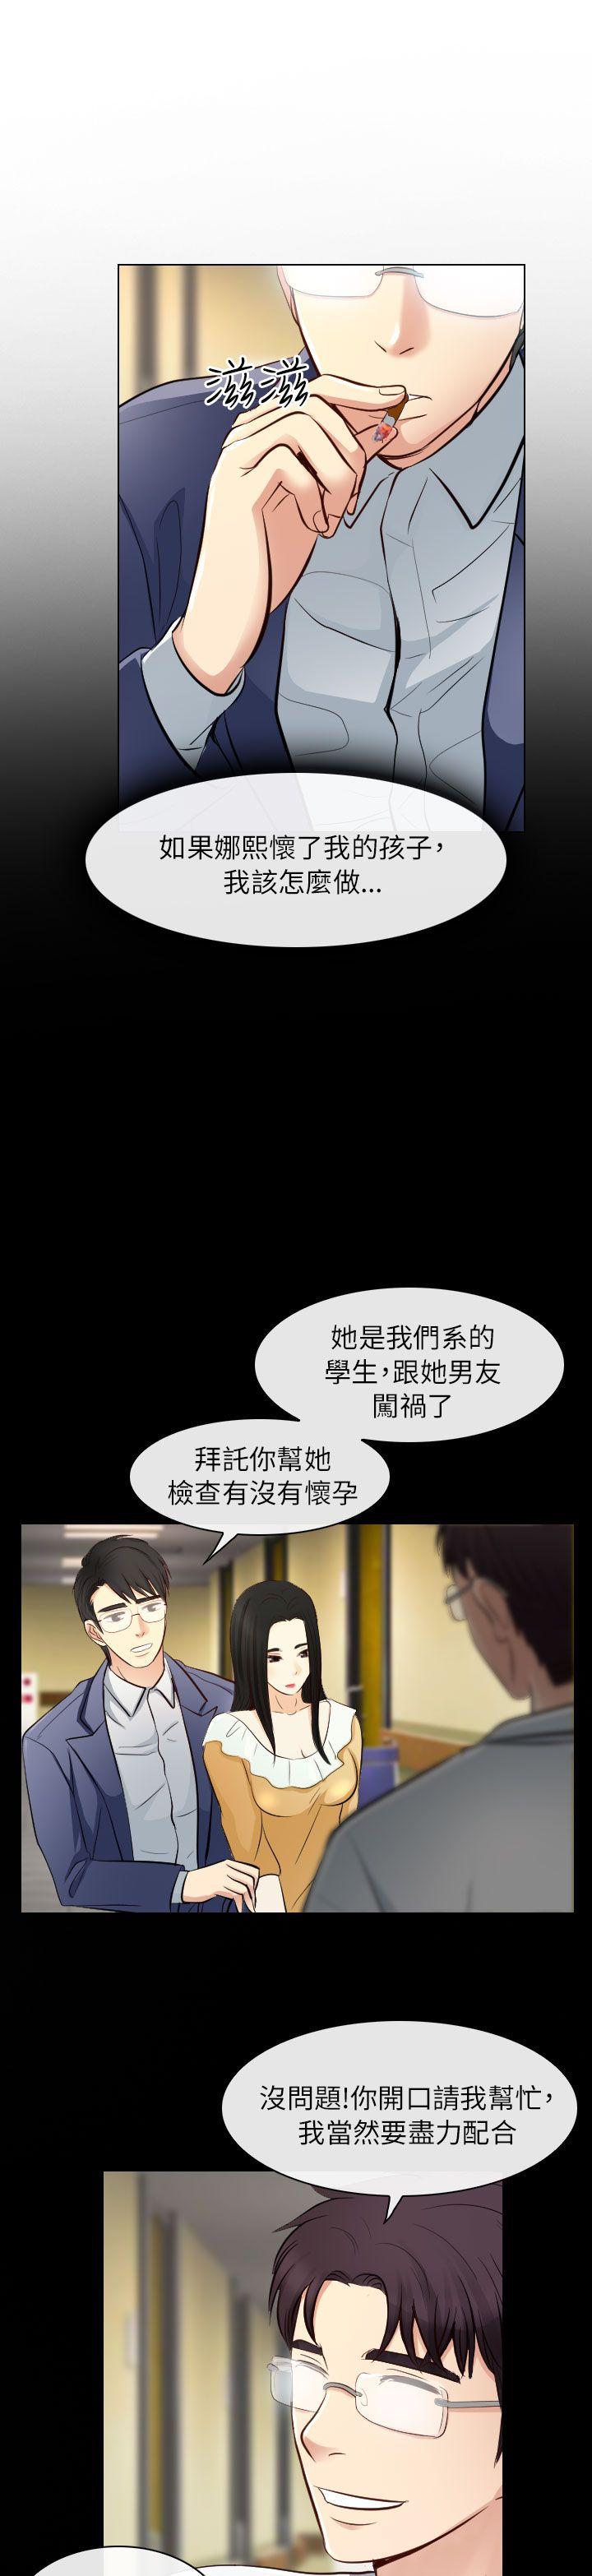 滋滋
如果娜熙懷了我的孩子,
我該怎麼做...
她是我們系的
學生,跟她男友
闖禍了
拜託你幫她
檢查有沒有懷孕
沒問題!你開口請我幫忙,
我當然要盡力配合